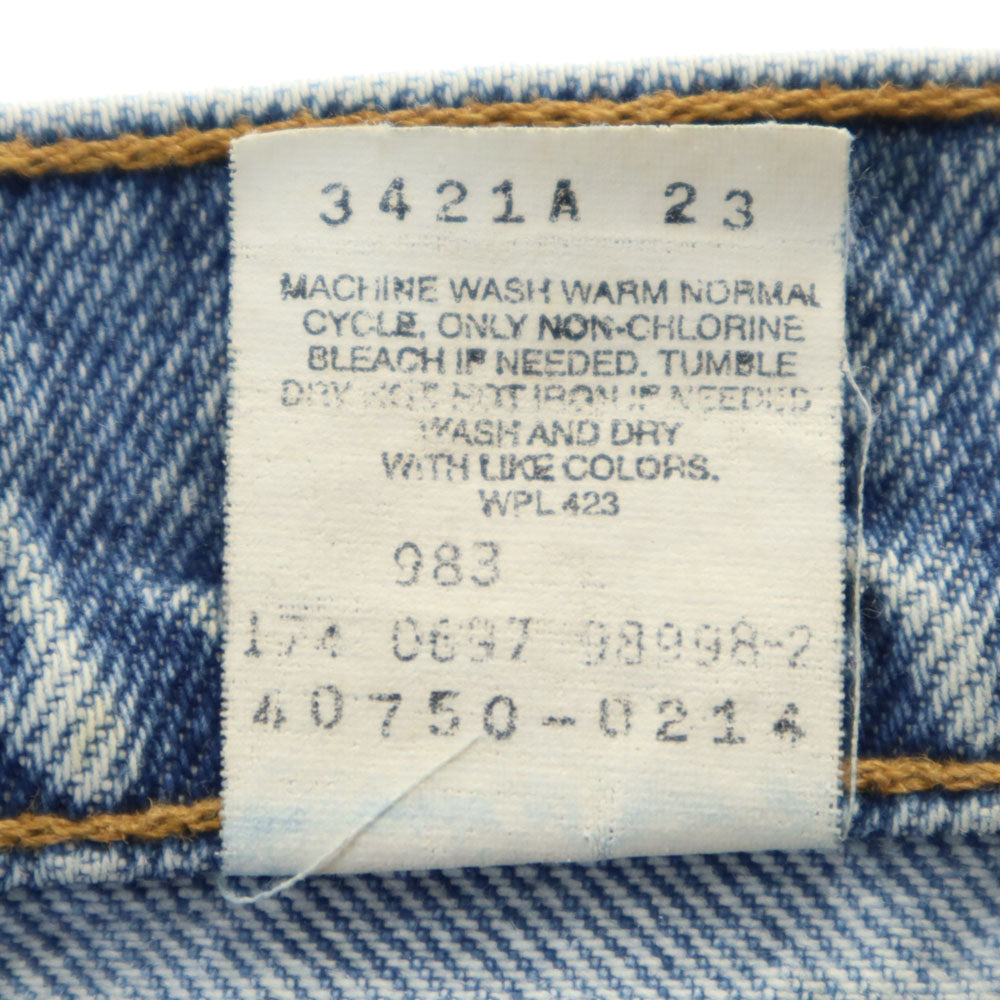 3421A 23
MACHINE WASH WARM NORMAL
CYCLE, ONLY NON-CHLORINE
BLEACH IF NEEDED. TUMBLE
DRY HOT IRON IF NEEDED
WASH AND DRY
WITH LIKE COLORS.
WPL 423
983
174 0697 98998-2
40750-0214